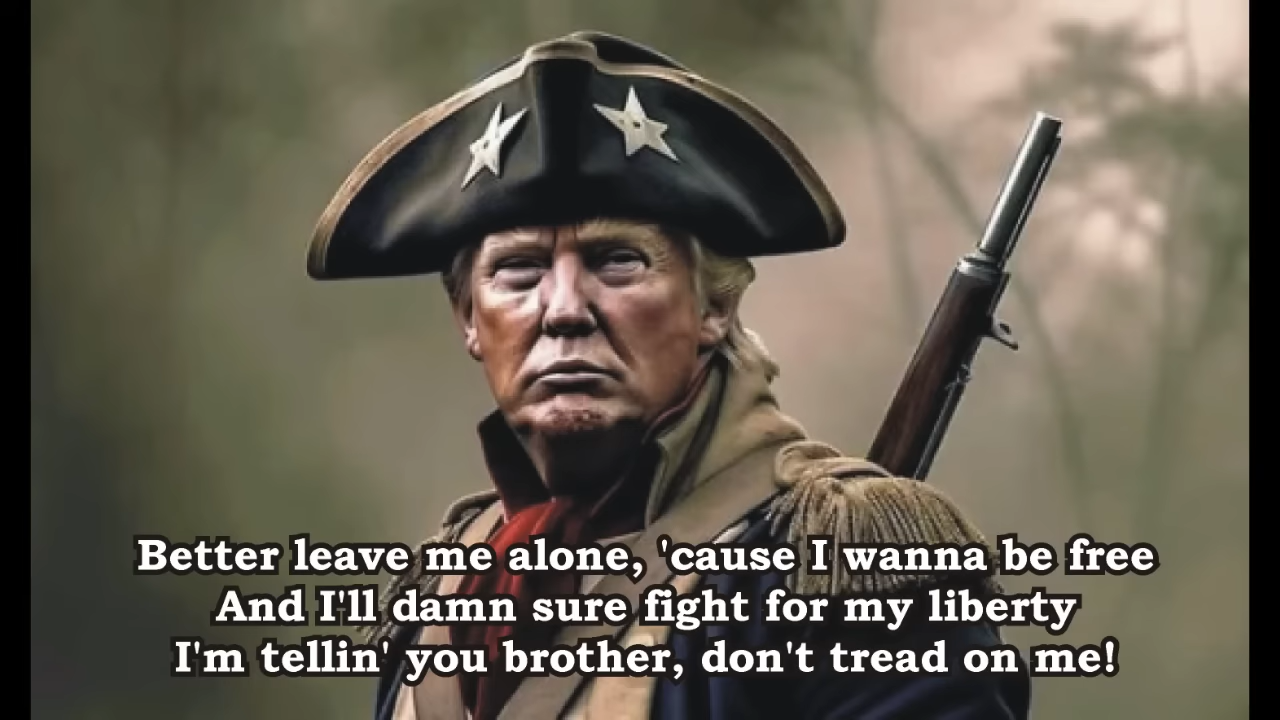 Better leave me alone, 'cause I wanna be free
And I'll damn sure fight for my liberty
I'm tellin' you brother, don't tread on me!